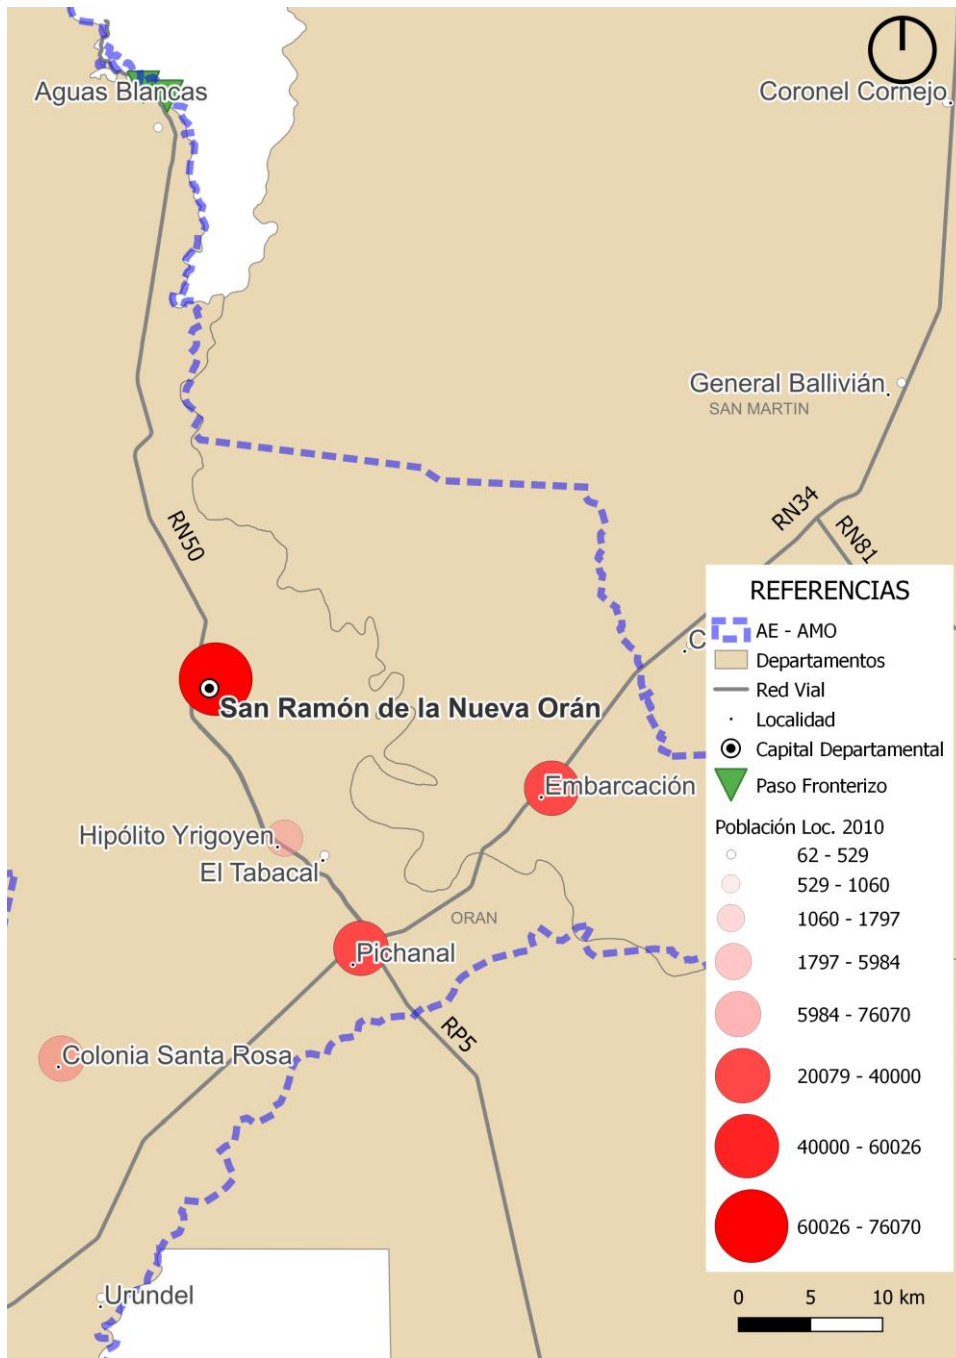 Aguas Blancas
Coronel Cornejo
General Ballivián
SAN MARTIN
RN50
RN34
RN81
C
San Ramón de la Nueva Orán
Embarcación
Hipólito Yrigoyen
El Tabacal
ORAN
Pichanal
RP5
Colonia Santa Rosa
Urundel
REFERENCIAS
AE - AMO
Departamentos
Red Vial
Localidad
Capital Departamental
Paso Fronterizo
Población Loc. 2010
62 - 529
529 - 1060
1060 - 1797
1797 - 5984
5984 - 76070
20079 - 40000
40000 - 60026
60026 - 76070
0 5 10 km